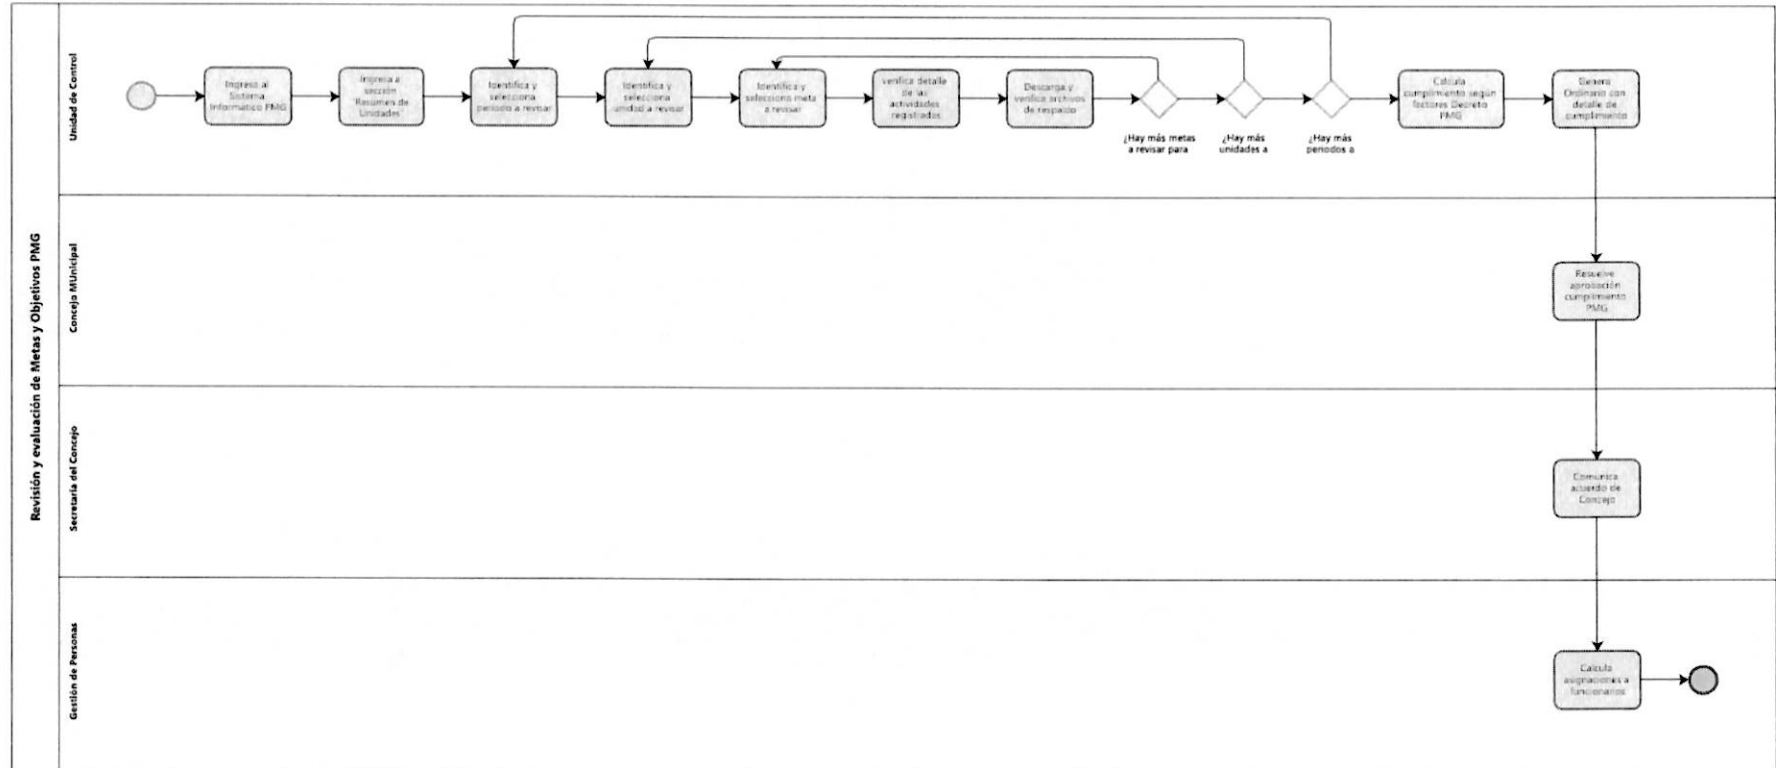 Revisión y evaluación de Metas y Objetivos PMG
Unidad de Control
Ingresa al
Sistema
Informático PMG
Ingresa a
sección
"Resumen de
Unidades"
Identifica y
selecciona
periodo a revisar
Identifica y
selecciona
unidad a revisar
Identifica y
selecciona meta
a revisar
verifica detalle
de las
actividades
registradas
Descarga y
verifica archivos
de respaldo
¿Hay más metas
a revisar para
¿Hay más
unidades a
¿Hay más
periodos a
Calcula
cumplimiento según
factores Decreto
PMG
Genera
Ordinario con
detalle de
cumplimiento
Concejo MUnicipal
Resuelve
aprobación
cumplimiento
PMG
Secretaría del Concejo
Comunica
acuerdo de
Concejo
Gestión de Personas
Calcula
asignaciones a
funcionarios